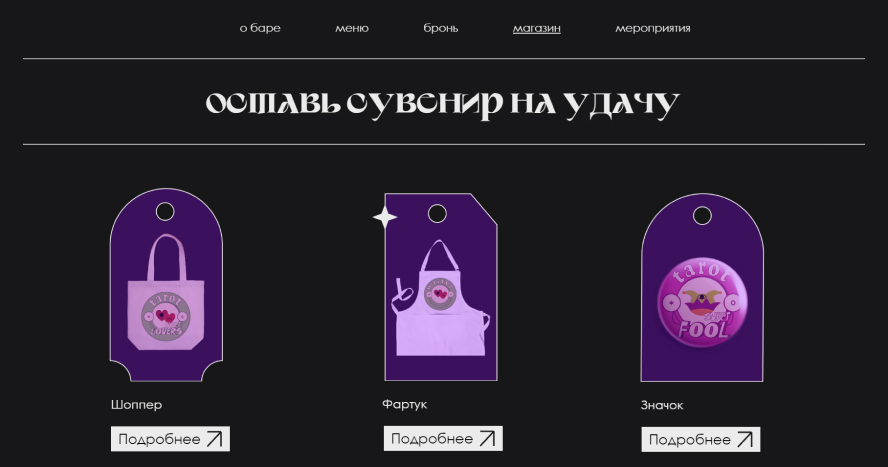 о баре меню бронь магазин мероприятия
оставь сувенир на удачу
tarot
LOVERS
tarot
FOOL
Шоппер Фартук Значок
Подробнее Подробнее Подробнее